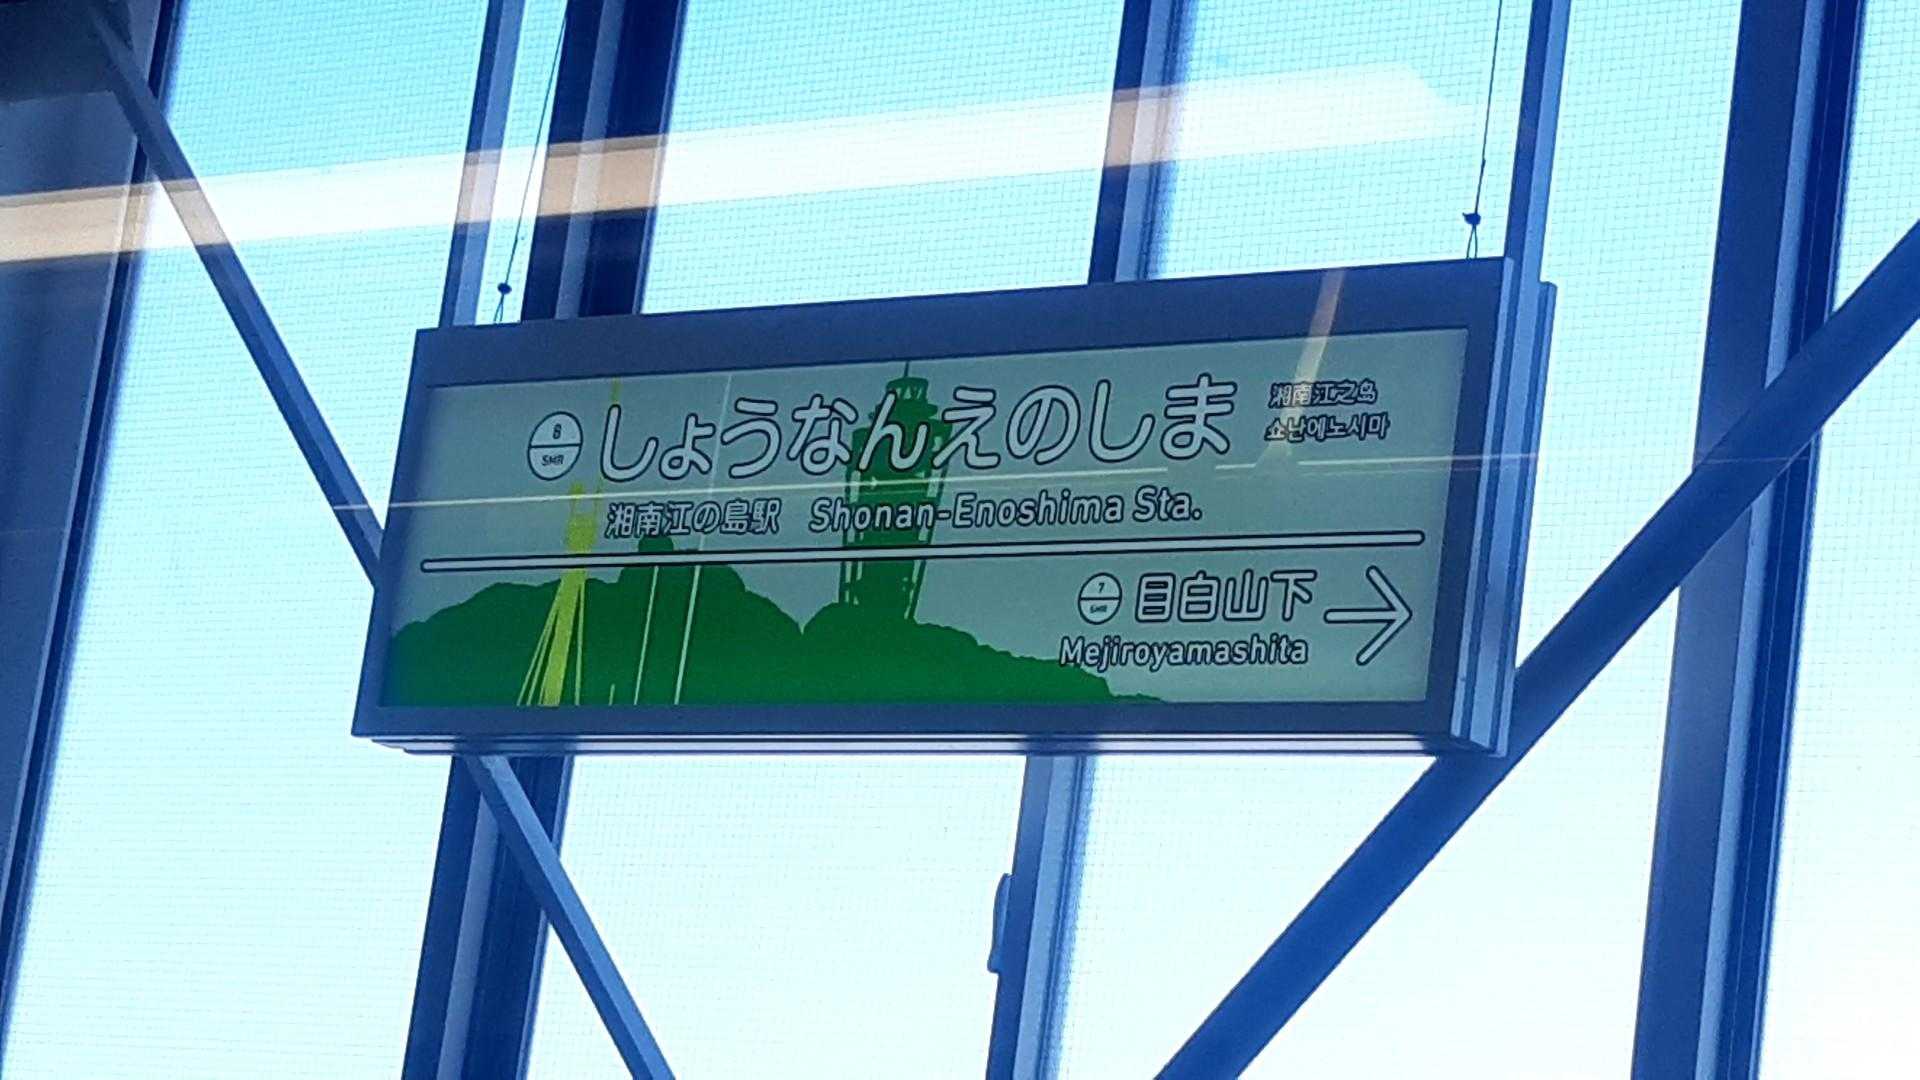 8 SMR しょうなんえのしま
湘南江之岛
쇼난에노시마
湘南江の島駅 Shonan-Enoshima Sta.
7 SMR 目白山下
Mejiroyamashita